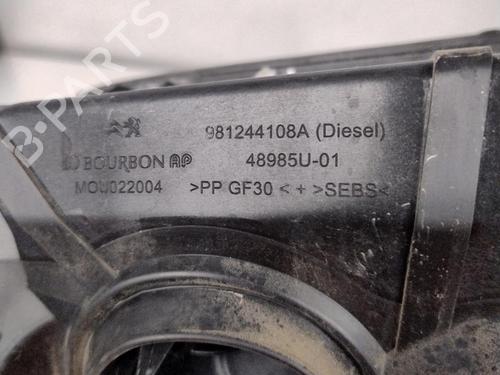 B-PARTS
981244108A (Diesel)
BOURBON AP 48985U-01
MOU022004 >PP GF30 < + >SEBS<